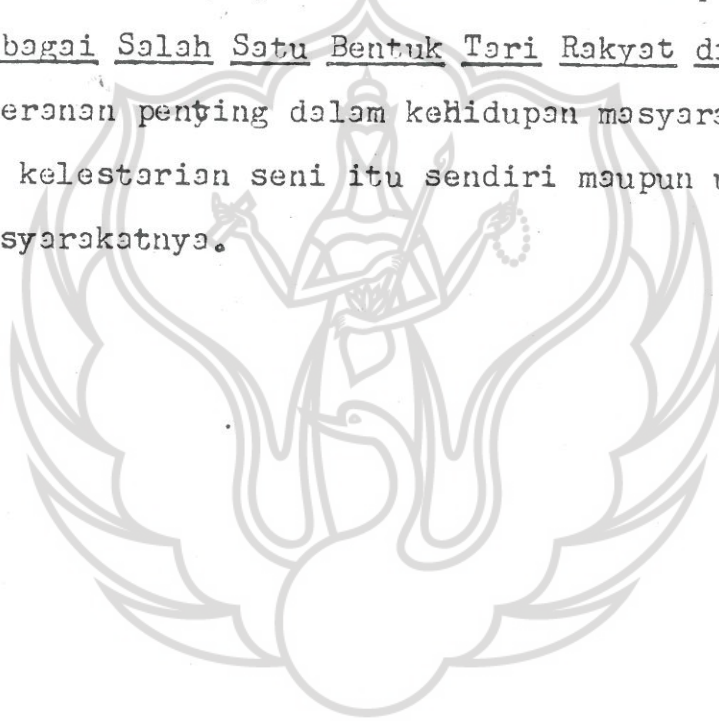 bagai Salah Satu Bentuk Tari Rakyat di
eranan penting dalam kehidupan masyara
kelestarian seni itu sendiri maupun
syarakatnya.